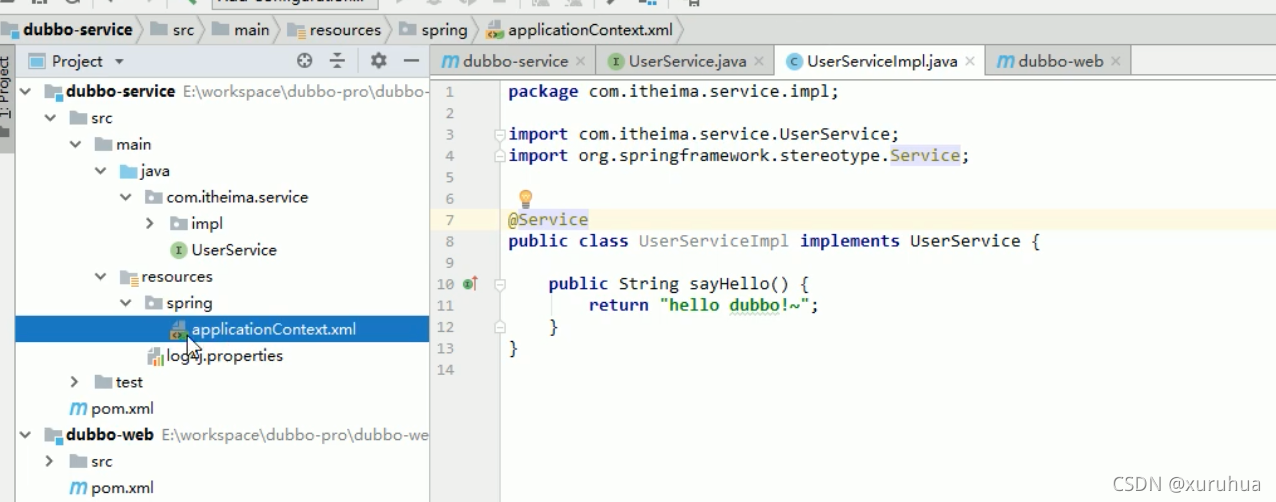 dubbo-service src main resources spring applicationContext.xml
1: Project
Project
dubbo-service E:\workspace\dubbo-pro\dubbo-
src
main
java
com.itheima.service
impl
UserService
resources
spring
applicationContext.xml
log4j.properties
test
pom.xml
dubbo-web E:\workspace\dubbo-pro\dubbo-we
src
pom.xml
dubbo-service UserService.java UserServiceImpl.java dubbo-web
1 package com.itheima.service.impl;
2
3 import com.itheima.service.UserService;
4 import org.springframework.stereotype.Service;
5
6
7 @Service
8 public class UserServiceImpl implements UserService {
9
10 public String sayHello() {
11 return "hello dubbo!~";
12 }
13 }
14
CSDN @xuruhua